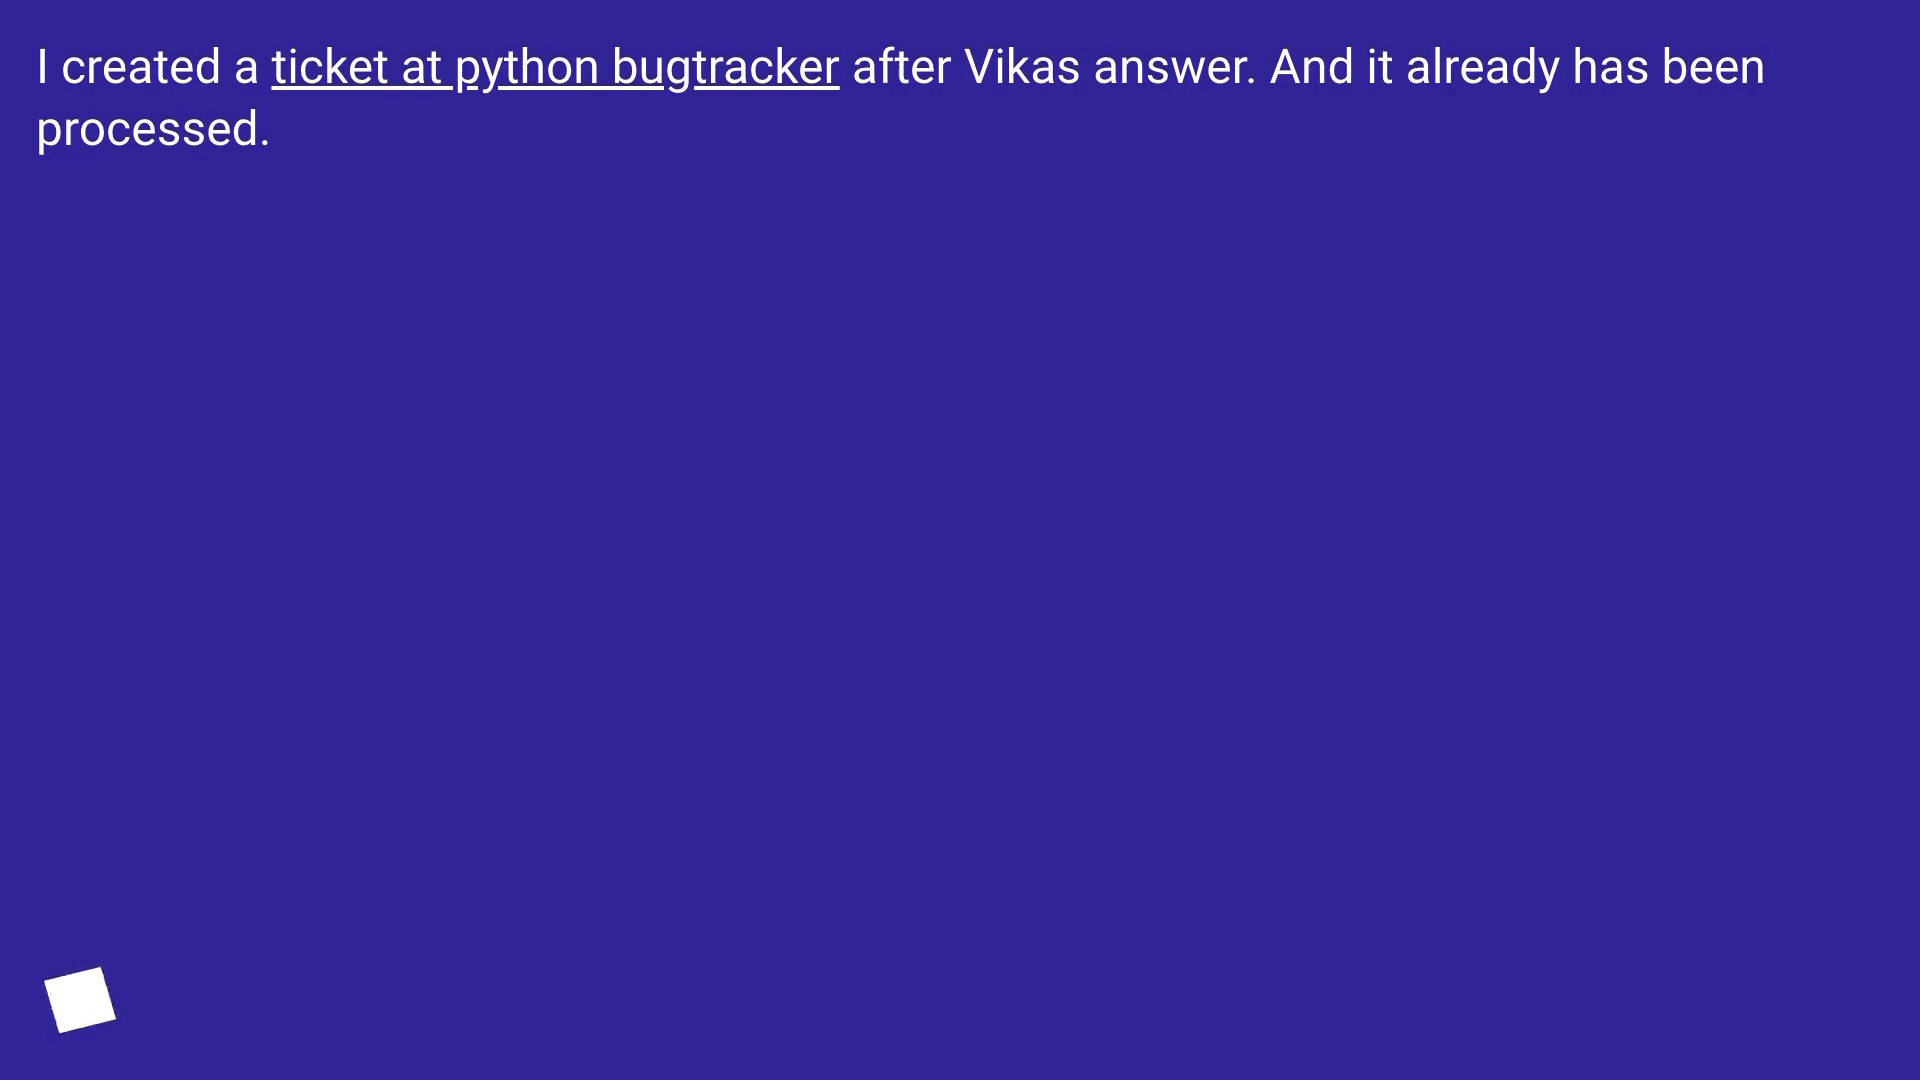 I created a ticket at python bugtracker after Vikas answer. And it already has been
processed.